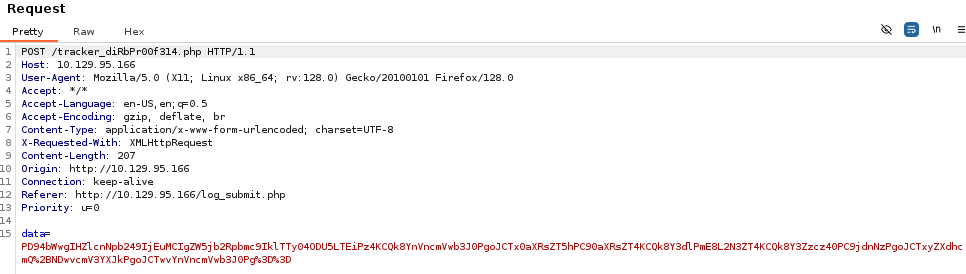 Request
Pretty Raw Hex \n
1 POST /tracker_diRbPr00f314.php HTTP/1.1
2 Host: 10.129.95.166
3 User-Agent: Mozilla/5.0 (X11; Linux x86_64; rv:128.0) Gecko/20100101 Firefox/128.0
4 Accept: */*
5 Accept-Language: en-US,en;q=0.5
6 Accept-Encoding: gzip, deflate, br
7 Content-Type: application/x-www-form-urlencoded; charset=UTF-8
8 X-Requested-With: XMLHttpRequest
9 Content-Length: 207
10 Origin: http://10.129.95.166
11 Connection: keep-alive
12 Referer: http://10.129.95.166/log_submit.php
13 Priority: u=0
14
15 data=
PD94bWwgIHZlcnNpb249IjEuMCIgZW5jb2Rpbmc9IklTTy04ODU5LTEiPz4KCQk8YnVncmVwb3J0PgoJCTx0aXRsZT5hPC90aXRsZT4KCQk8Y3dlPmE8L2N3ZT4KCQk8Y3Zzcz40PC9jdnNzPgoJCTxyZXdhc
mQ%2BNDwvcmV3YXJkPgoJCTwvYnVncmVwb3J0Pg%3D%3D